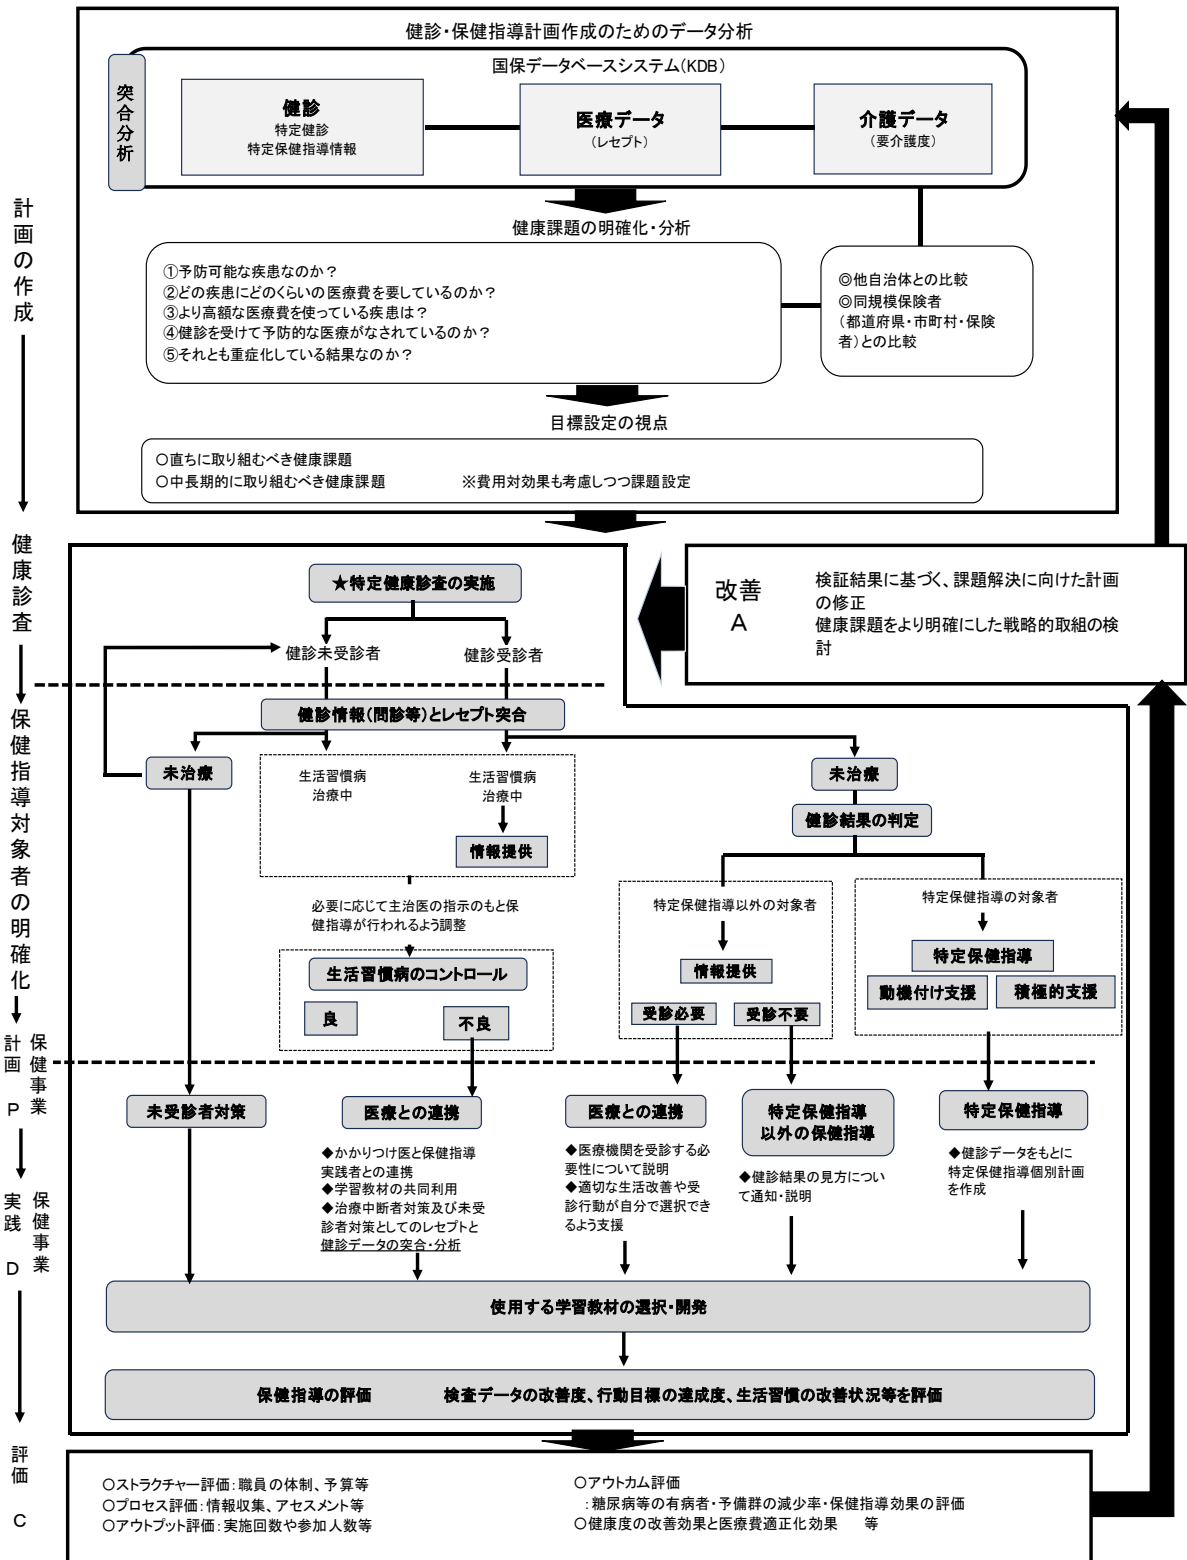 健診・保健指導計画作成のためのデータ分析
国保データベースシステム(KDB)
突合分析
健診
特定健診
特定保健指導情報
医療データ
(レセプト)
介護データ
(要介護度)
計画の作成
健康課題の明確化・分析
①予防可能な疾患なのか？
②どの疾患にどのくらいの医療費を要しているのか？
③より高額な医療費を使っている疾患は？
④健診を受けて予防的な医療がなされているのか？
⑤それとも重症化している結果なのか？
◎他自治体との比較
◎同規模保険者
（都道府県・市町村・保険
者）との比較
目標設定の視点
○直ちに取り組むべき健康課題
○中長期的に取り組むべき健康課題　※費用対効果も考慮しつつ課題設定
健康診査
★特定健康診査の実施
健診未受診者
健診受診者
改善
A
検証結果に基づく、課題解決に向けた計画
の修正
健康課題をより明確にした戦略的取組の検
討
保健指導対象者の明確化
健診情報（問診等）とレセプト突合
未治療
生活習慣病
治療中
生活習慣病
治療中
情報提供
未治療
健診結果の判定
必要に応じて主治医の指示のもと保
健指導が行われるよう調整
生活習慣病のコントロール
良
不良
特定保健指導以外の対象者
情報提供
受診必要
受診不要
特定保健指導の対象者
特定保健指導
動機付け支援
積極的支援
保健事業
計画　P
未受診者対策
医療との連携
◆かかりつけ医と保健指導
実践者との連携
◆学習教材の共同利用
◆治療中断者対策及び未受
診者対策としてのレセプトと
健診データの突合・分析
医療との連携
◆医療機関を受診する必
要性について説明
◆適切な生活改善や受
診行動が自分で選択でき
るよう支援
特定保健指導
以外の保健指導
◆健診結果の見方につい
て通知・説明
特定保健指導
◆健診データをもとに
特定保健指導個別計画
を作成
保健事業
実践　D
使用する学習教材の選択・開発
保健指導の評価　検査データの改善度、行動目標の達成度、生活習慣の改善状況等を評価
評価　C
○ストラクチャー評価：職員の体制、予算等
○プロセス評価：情報収集、アセスメント等
○アウトプット評価：実施回数や参加人数等
○アウトカム評価
：糖尿病等の有病者・予備群の減少率・保健指導効果の評価
○健康度の改善効果と医療費適正化効果　等